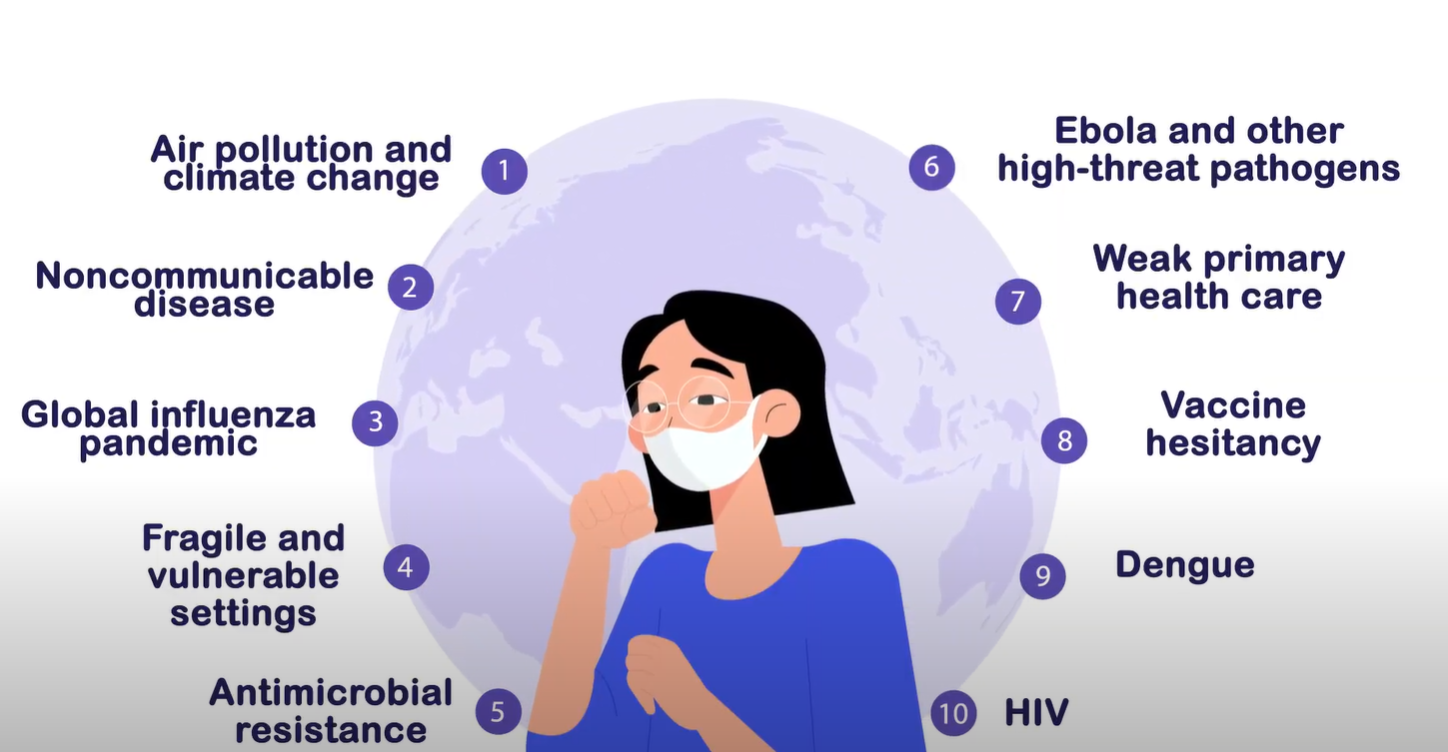 Air pollution and
climate change
1
Noncommunicable
disease
2
Global influenza
pandemic
3
Fragile and
vulnerable
settings
4
Antimicrobial
resistance
5
6
Ebola and other
high-threat pathogens
7
Weak primary
health care
8
Vaccine
hesitancy
9
Dengue
10
HIV